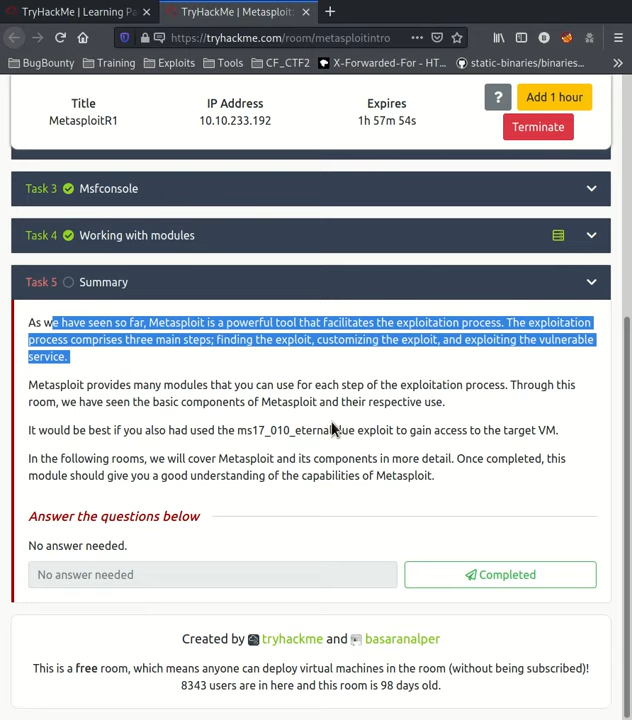 TryHackMe | Learning Pa
TryHackMe | Metasploit:
https://tryhackme.com/room/metasploitintro
BugBounty
Training
Exploits
Tools
CF_CTF2
X-Forwarded-For - HT...
static-binaries/binaries...
Title
IP Address
Expires
? Add 1 hour
MetasploitR1
10.10.233.192
1h 57m 54s
Terminate
Task 3 Msfconsole
Task 4 Working with modules
Task 5 Summary
As we have seen so far, Metasploit is a powerful tool that facilitates the exploitation process. The exploitation
process comprises three main steps; finding the exploit, customizing the exploit, and exploiting the vulnerable
service.
Metasploit provides many modules that you can use for each step of the exploitation process. Through this
room, we have seen the basic components of Metasploit and their respective use.
It would be best if you also had used the ms17_010_eternalblue exploit to gain access to the target VM.
In the following rooms, we will cover Metasploit and its components in more detail. Once completed, this
module should give you a good understanding of the capabilities of Metasploit.
Answer the questions below
No answer needed.
No answer needed
Completed
Created by tryhackme and basaranalper
This is a free room, which means anyone can deploy virtual machines in the room (without being subscribed)!
8343 users are in here and this room is 98 days old.